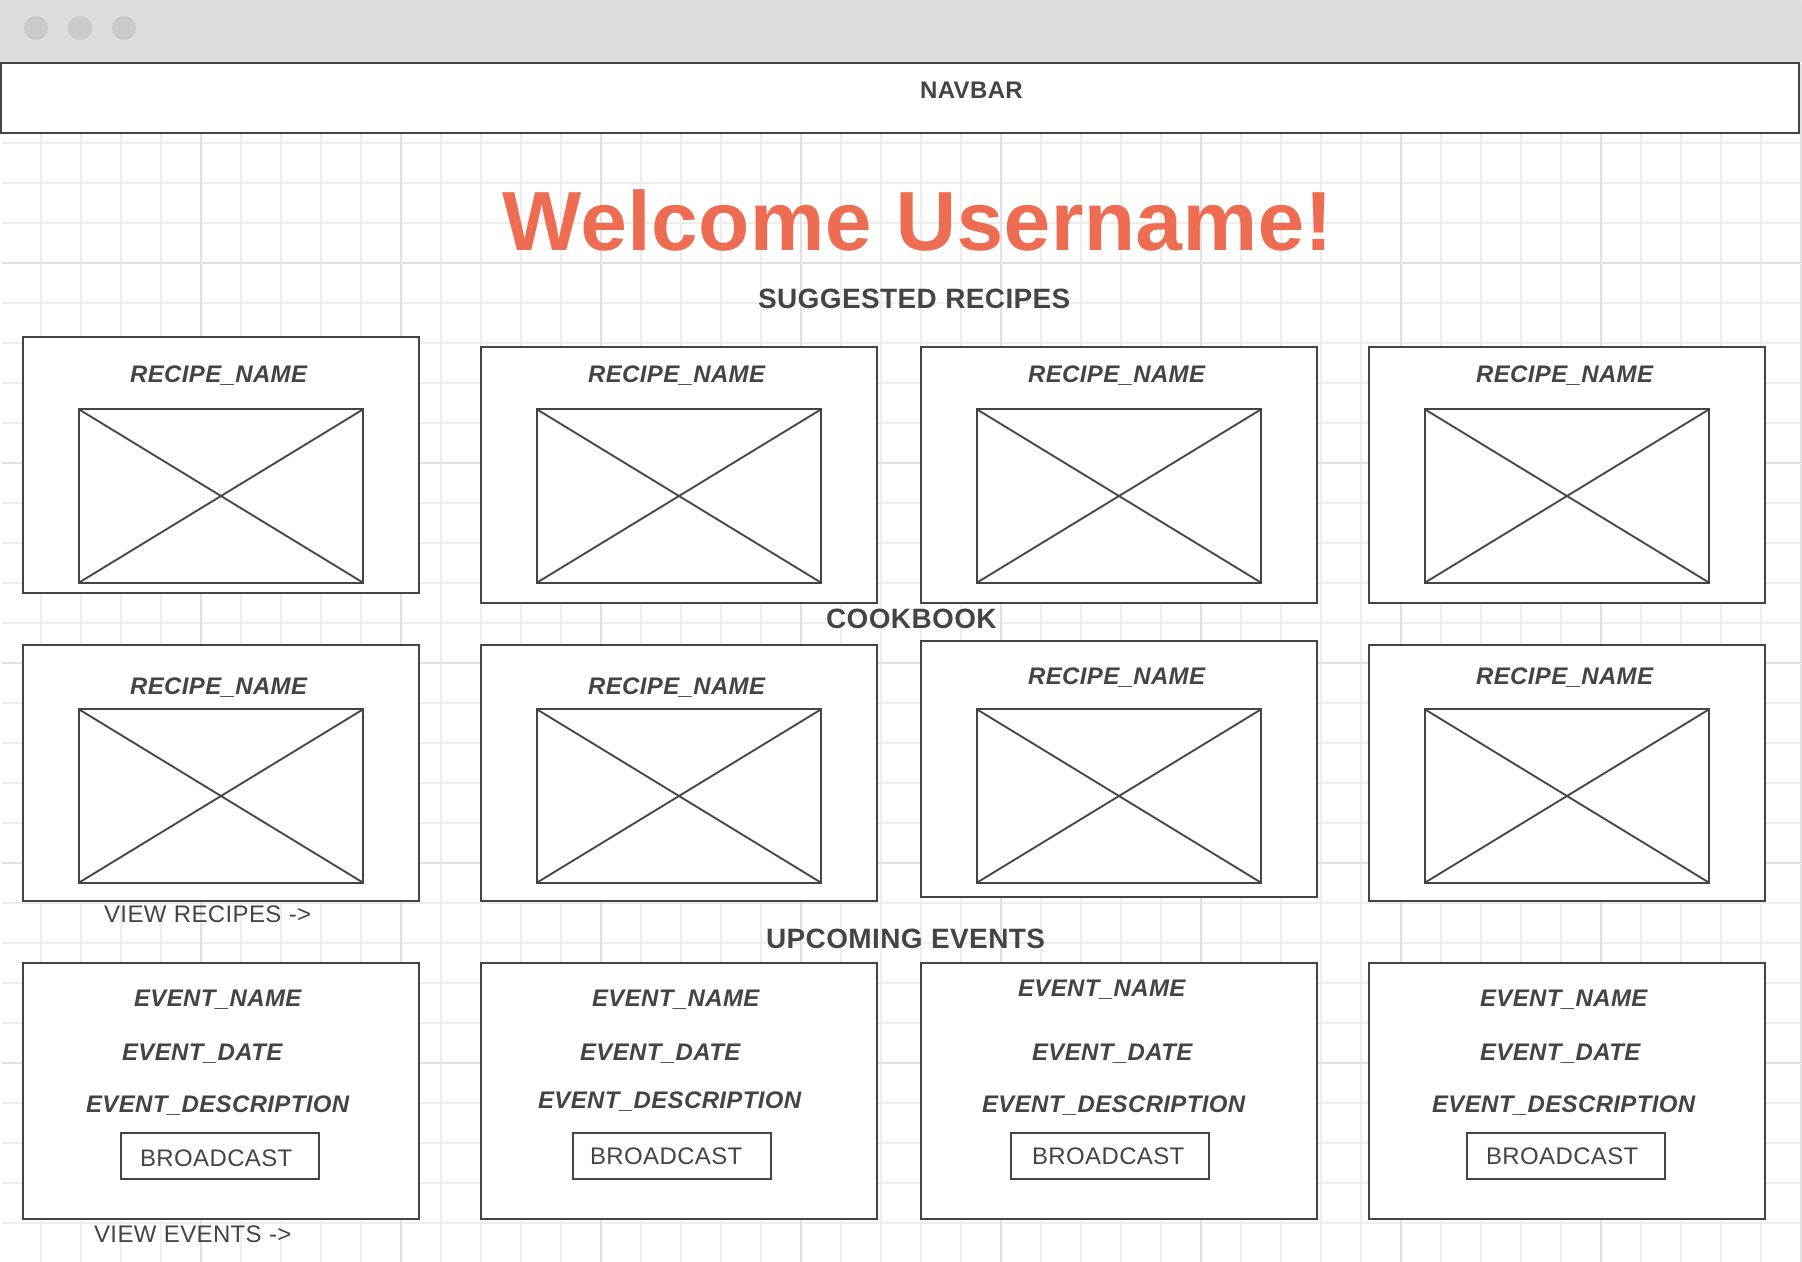 NAVBAR
Welcome Username!
SUGGESTED RECIPES
RECIPE_NAME
RECIPE_NAME
RECIPE_NAME
RECIPE_NAME
COOKBOOK
RECIPE_NAME
RECIPE_NAME
RECIPE_NAME
RECIPE_NAME
VIEW RECIPES ->
UPCOMING EVENTS
EVENT_NAME
EVENT_DATE
EVENT_DESCRIPTION
BROADCAST
EVENT_NAME
EVENT_DATE
EVENT_DESCRIPTION
BROADCAST
EVENT_NAME
EVENT_DATE
EVENT_DESCRIPTION
BROADCAST
EVENT_NAME
EVENT_DATE
EVENT_DESCRIPTION
BROADCAST
VIEW EVENTS ->